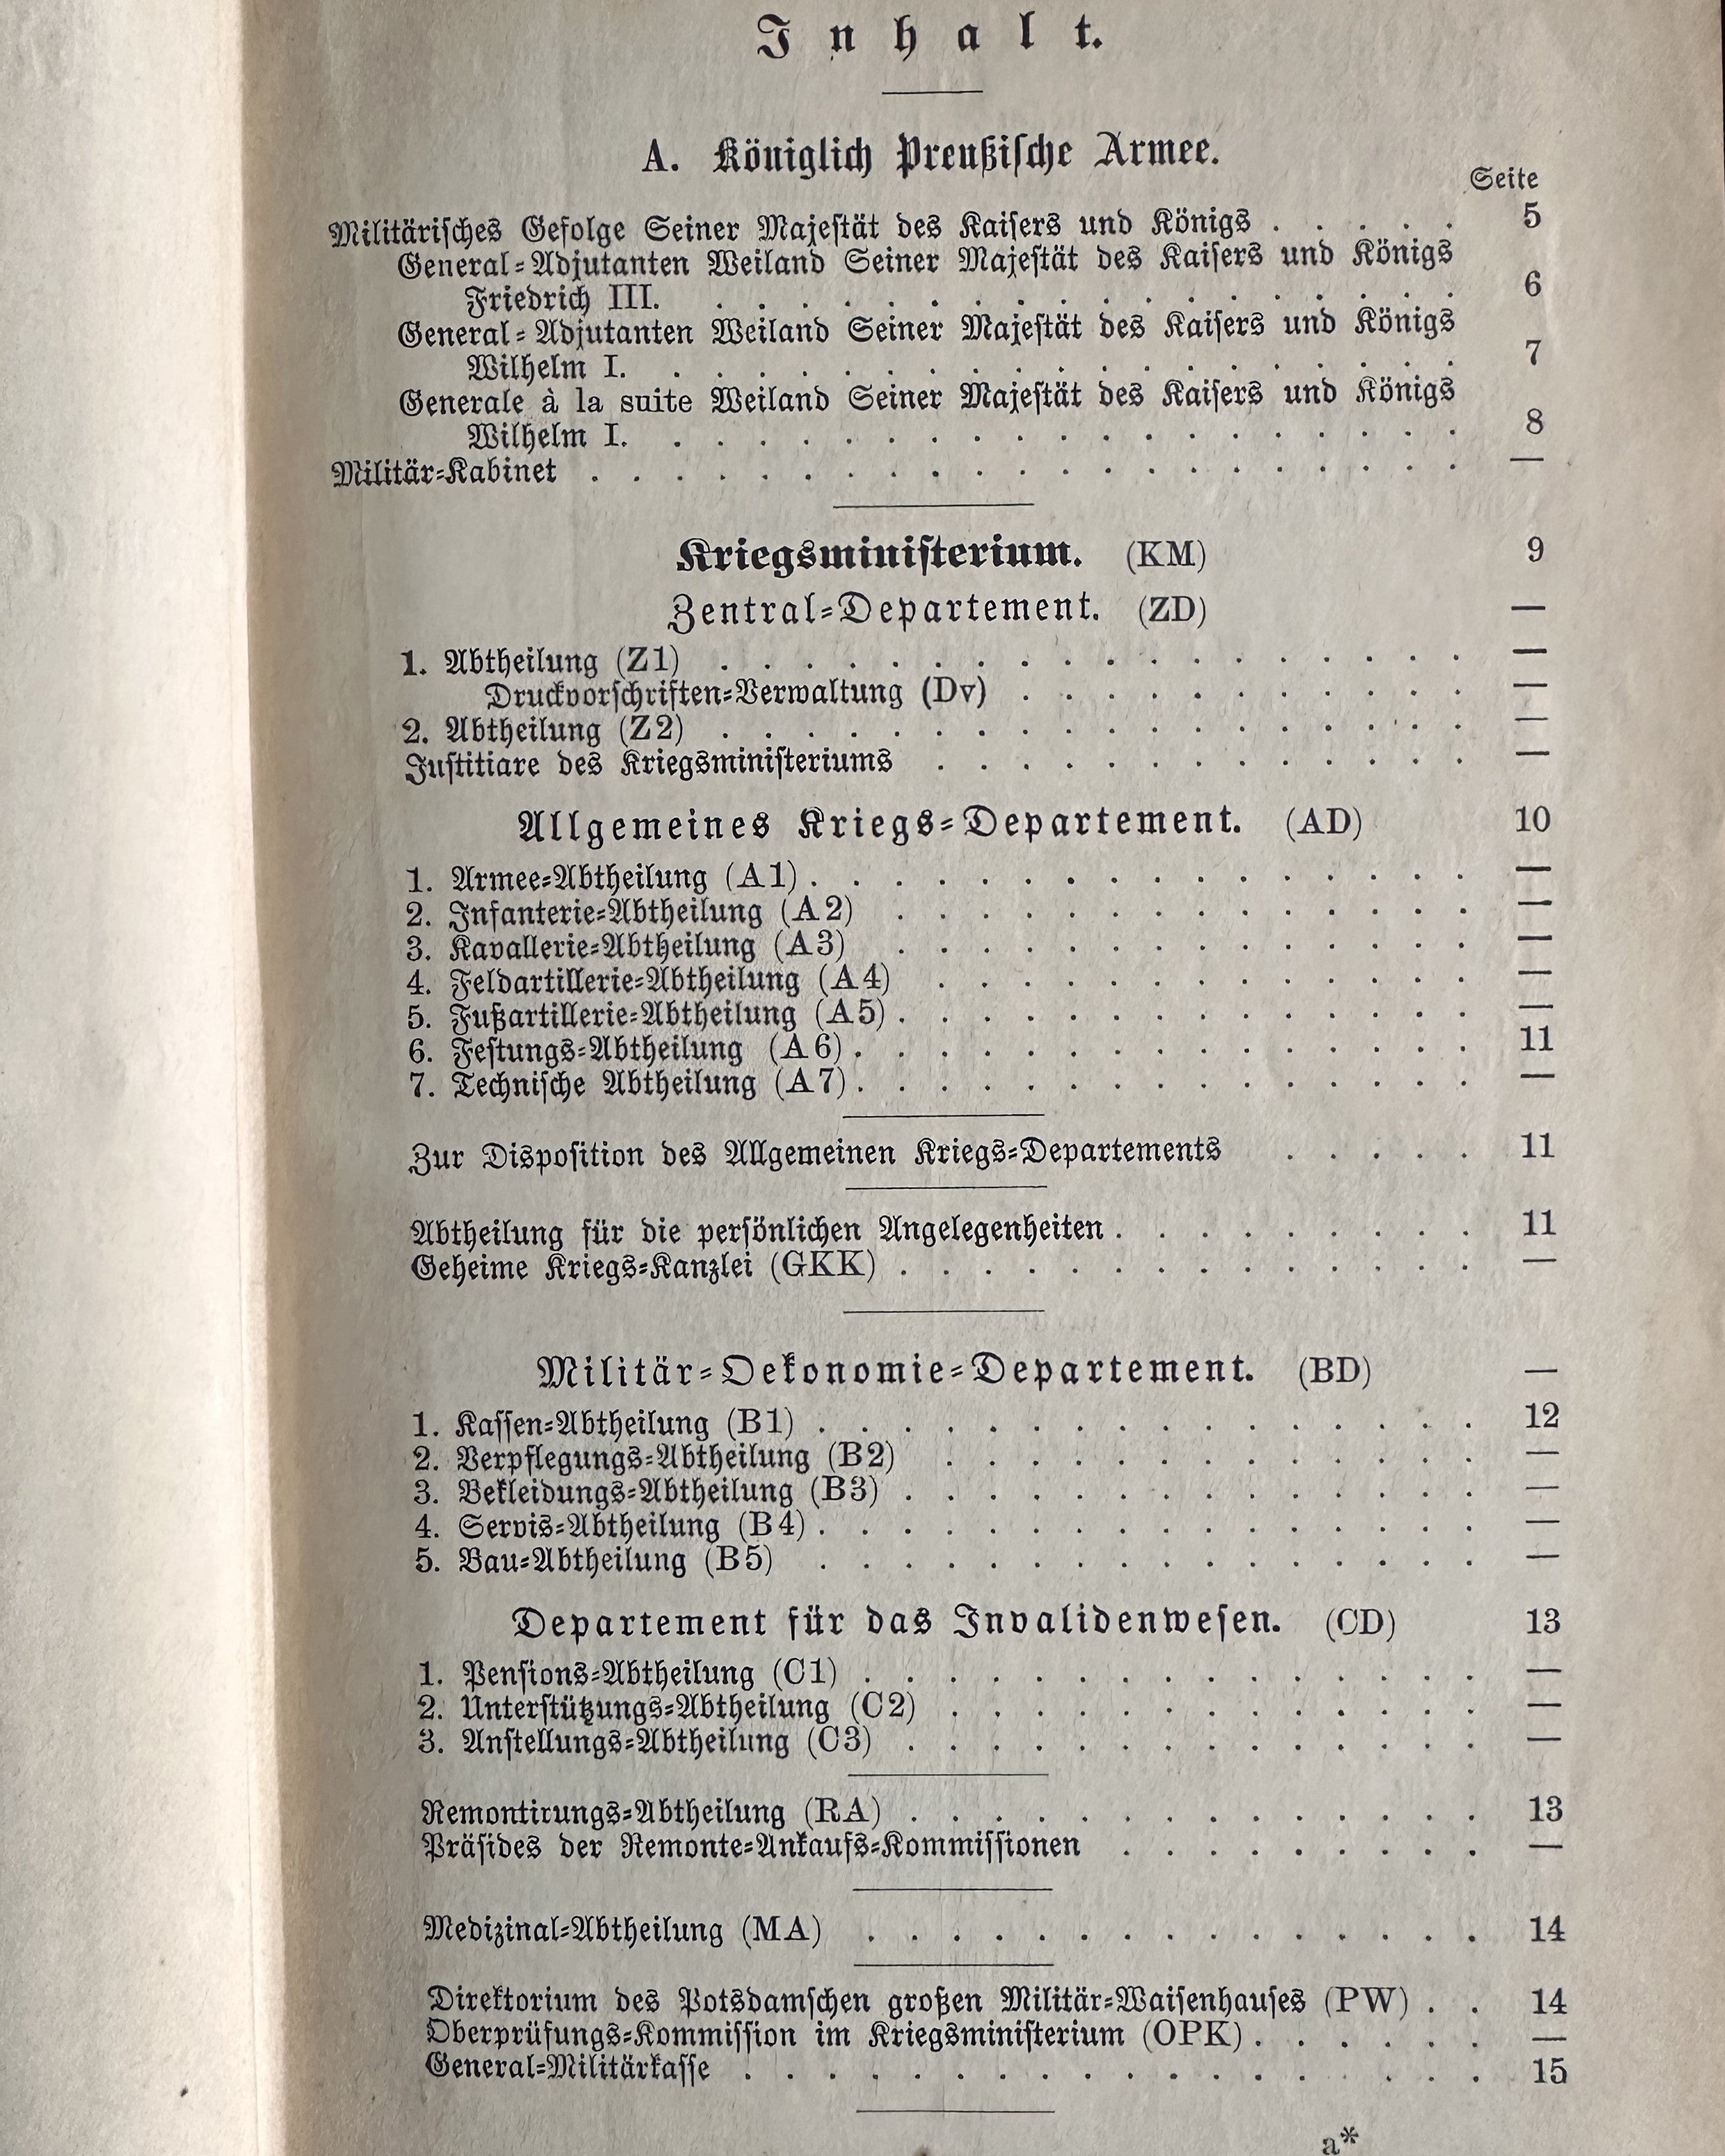 Inhalt.
A. Königlich Preußische Armee.
Seite
Militärisches Gefolge Seiner Majestät des Kaisers und Königs . . . . . 5
General-Adjutanten Weiland Seiner Majestät des Kaisers und Königs
Friedrich III. . . . . . . . . . . . . . . . . . . 6
General-Adjutanten Weiland Seiner Majestät des Kaisers und Königs
Wilhelm I. . . . . . . . . . . . . . . . . . . . 7
Generale à la suite Weiland Seiner Majestät des Kaisers und Königs
Wilhelm I. . . . . . . . . . . . . . . . . . . . 8
Militär-Kabinet . . . . . . . . . . . . . . . . . . . . . —
Kriegsministerium. (KM) 9
Zentral-Departement. (ZD) —
1. Abtheilung (Z1) . . . . . . . . . . . . . . . . . . —
Druckvorschriften-Verwaltung (Dv) . . . . . . . . . . . —
2. Abtheilung (Z2) . . . . . . . . . . . . . . . . . . —
Justitiare des Kriegsministeriums . . . . . . . . . . . . . —
Allgemeines Kriegs-Departement. (AD) 10
1. Armee-Abtheilung (A1) . . . . . . . . . . . . . . . . —
2. Infanterie-Abtheilung (A2) . . . . . . . . . . . . . . —
3. Kavallerie-Abtheilung (A3) . . . . . . . . . . . . . . —
4. Feldartillerie-Abtheilung (A4) . . . . . . . . . . . . . —
5. Fußartillerie-Abtheilung (A5) . . . . . . . . . . . . . . —
6. Festungs-Abtheilung (A6) . . . . . . . . . . . . . . . 11
7. Technische Abtheilung (A7) . . . . . . . . . . . . . . . —
Zur Disposition des Allgemeinen Kriegs-Departements . . . . . 11
Abtheilung für die persönlichen Angelegenheiten . . . . . . . . . 11
Geheime Kriegs-Kanzlei (GKK) . . . . . . . . . . . . . . —
Militär-Oekonomie-Departement. (BD) —
1. Kassen-Abtheilung (B1) . . . . . . . . . . . . . . . . 12
2. Verpflegungs-Abtheilung (B2) . . . . . . . . . . . . . —
3. Bekleidungs-Abtheilung (B3) . . . . . . . . . . . . . . —
4. Servis-Abtheilung (B4) . . . . . . . . . . . . . . . . —
5. Bau-Abtheilung (B5) . . . . . . . . . . . . . . . . —
Departement für das Invalidenwesen. (CD) 13
1. Pensions-Abtheilung (C1) . . . . . . . . . . . . . . . —
2. Unterstützungs-Abtheilung (C2) . . . . . . . . . . . . . —
3. Anstellungs-Abtheilung (C3) . . . . . . . . . . . . . . —
Remontirungs-Abtheilung (RA) . . . . . . . . . . . . . . 13
Präsides der Remonte-Ankaufs-Kommissionen . . . . . . . . . —
Medizinal-Abtheilung (MA) . . . . . . . . . . . . . . . 14
Direktorium des Potsdamschen großen Militär-Waisenhauses (PW) . . 14
Oberprüfungs-Kommission im Kriegsministerium (OPK) . . . . . . —
General-Militärkasse . . . . . . . . . . . . . . . . . . 15
a*